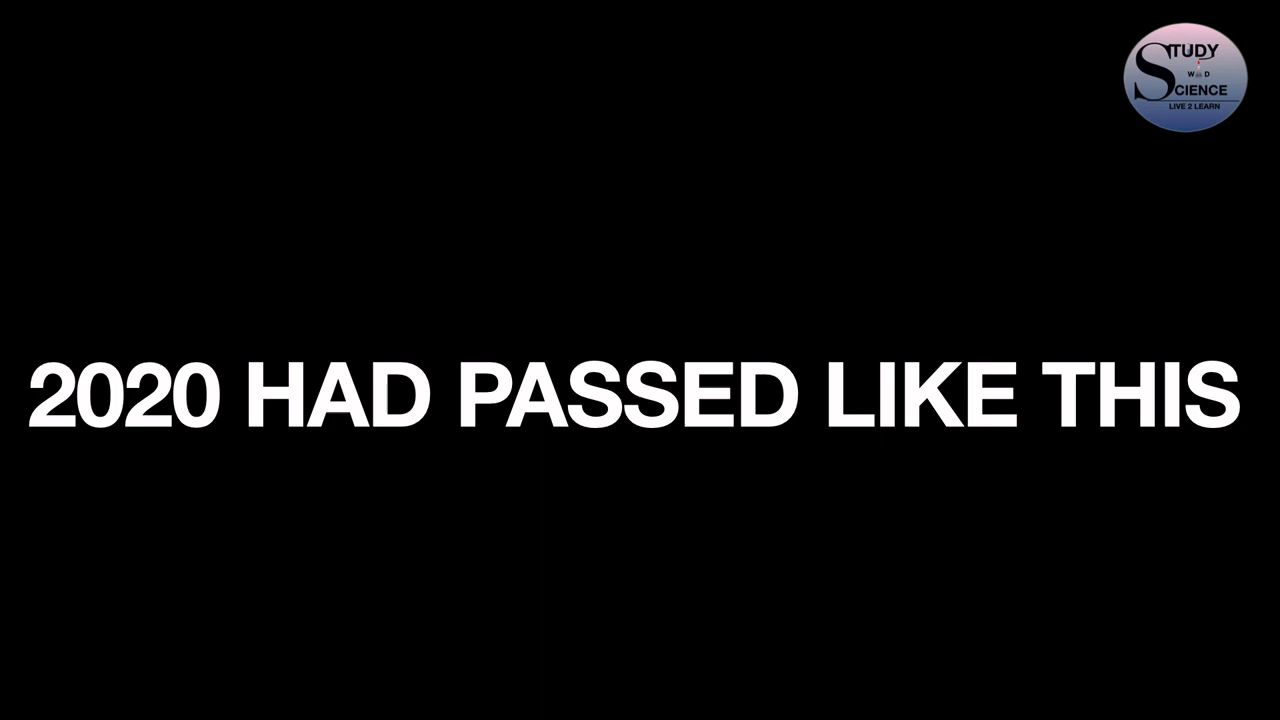 STUDY
SCIENCE
LIVE 2 LEARN
2020 HAD PASSED LIKE THIS